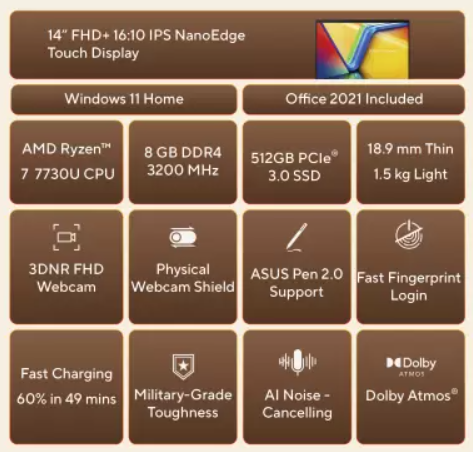 14” FHD+ 16:10 IPS NanoEdge
Touch Display
Windows 11 Home
Office 2021 Included
AMD Ryzen™
7 7730U CPU
8 GB DDR4
3200 MHz
512GB PCIe®
3.0 SSD
18.9 mm Thin
1.5 kg Light
3DNR FHD
Webcam
Physical
Webcam Shield
ASUS Pen 2.0
Support
Fast Fingerprint
Login
Fast Charging
60% in 49 mins
Military-Grade
Toughness
AI Noise -
Cancelling
Dolby
ATMOS
Dolby Atmos®